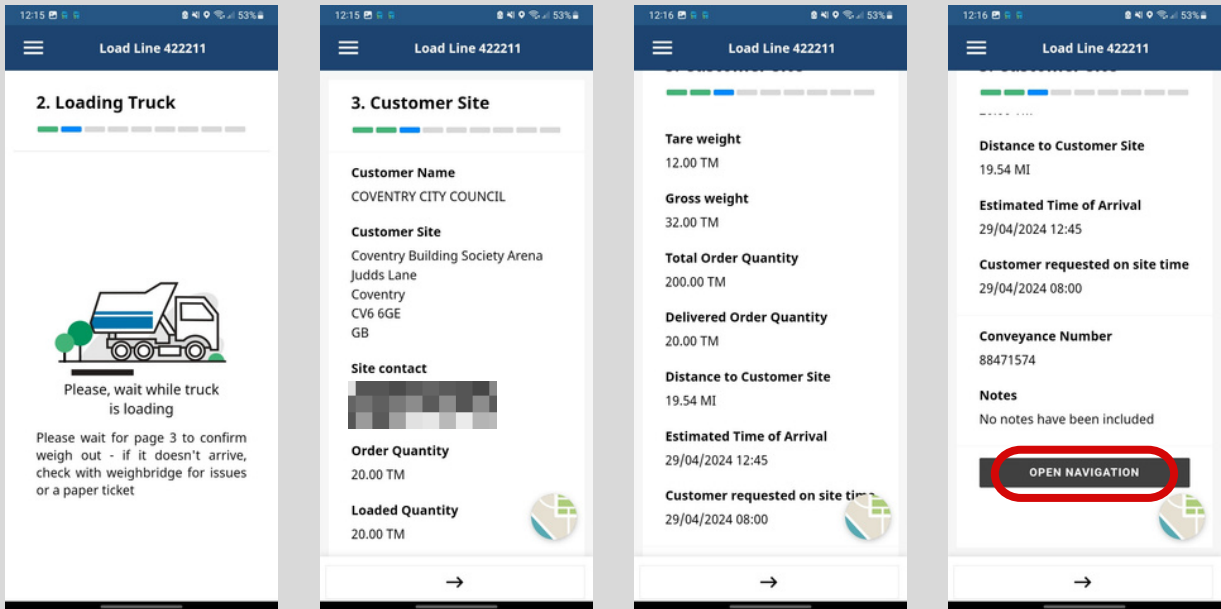 12:15
53%
Load Line 422211
2. Loading Truck
Please, wait while truck
is loading
Please wait for page 3 to confirm
weigh out - if it doesn't arrive,
check with weighbridge for issues
or a paper ticket
12:15
53%
Load Line 422211
3. Customer Site
Customer Name
COVENTRY CITY COUNCIL
Customer Site
Coventry Building Society Arena
Judds Lane
Coventry
CV6 6GE
GB
Site contact
Order Quantity
20.00 TM
Loaded Quantity
20.00 TM
12:16
53%
Load Line 422211
Tare weight
12.00 TM
Gross weight
32.00 TM
Total Order Quantity
200.00 TM
Delivered Order Quantity
20.00 TM
Distance to Customer Site
19.54 MI
Estimated Time of Arrival
29/04/2024 12:45
Customer requested on site time
29/04/2024 08:00
12:16
53%
Load Line 422211
Distance to Customer Site
19.54 MI
Estimated Time of Arrival
29/04/2024 12:45
Customer requested on site time
29/04/2024 08:00
Conveyance Number
88471574
Notes
No notes have been included
OPEN NAVIGATION